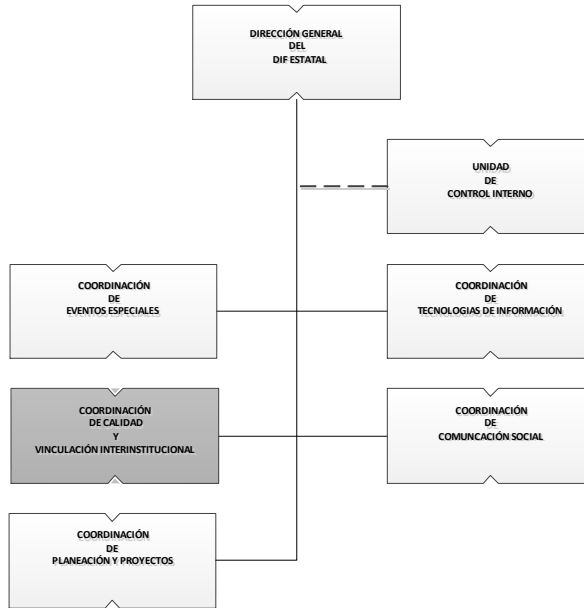 DIRECCIÓN GENERAL
DEL
DIF ESTATAL
UNIDAD
DE
CONTROL INTERNO
COORDINACIÓN
DE
EVENTOS ESPECIALES
COORDINACIÓN
DE
TECNOLOGIAS DE INFORMACIÓN
COORDINACIÓN
DE CALIDAD
Y
VINCULACIÓN INTERINSTITUCIONAL
COORDINACIÓN
DE
COMUNCACIÓN SOCIAL
COORDINACIÓN
DE
PLANEACIÓN Y PROYECTOS